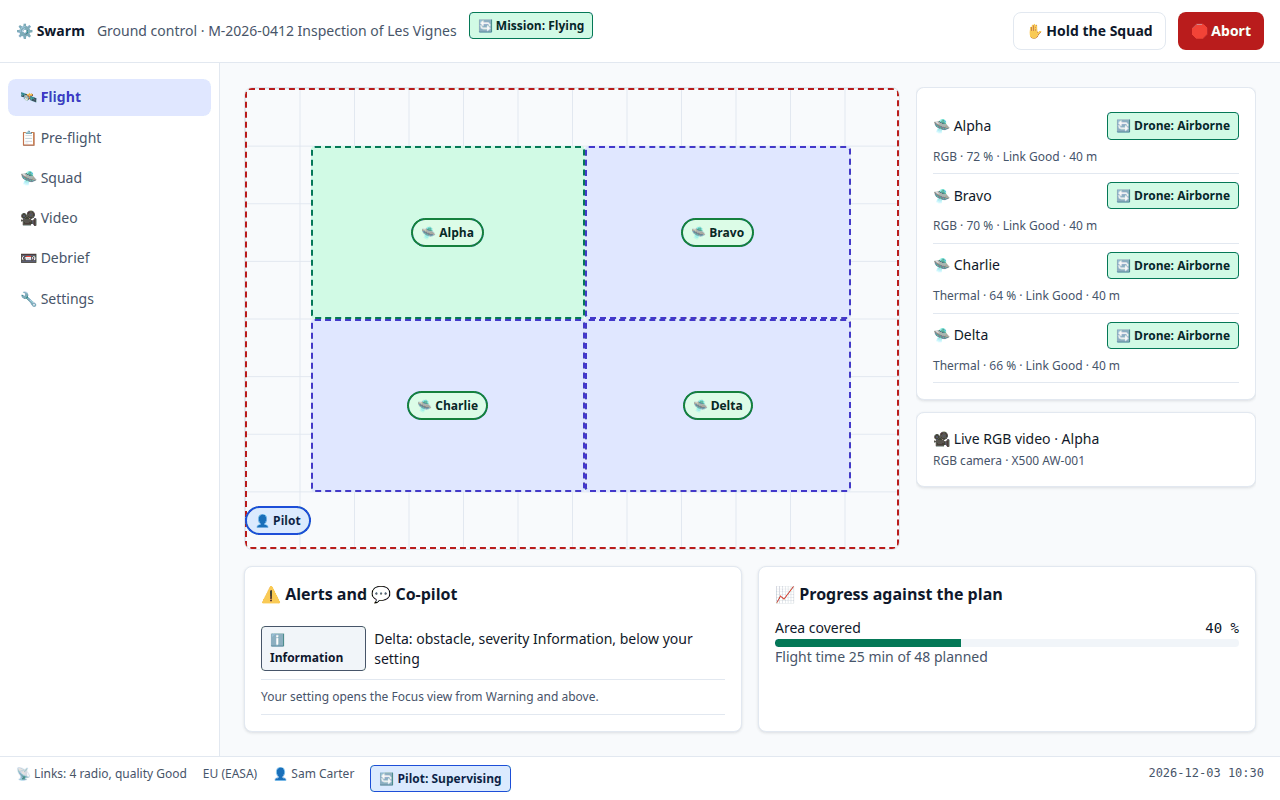 Swarm Ground control · M-2026-0412 Inspection of Les Vignes Mission: Flying Hold the Squad Abort
Flight
Pre-flight
Squad
Video
Debrief
Settings
Alpha
Bravo
Charlie
Delta
Pilot
Alpha Drone: Airborne
RGB · 72 % · Link Good · 40 m
Bravo Drone: Airborne
RGB · 70 % · Link Good · 40 m
Charlie Drone: Airborne
Thermal · 64 % · Link Good · 40 m
Delta Drone: Airborne
Thermal · 66 % · Link Good · 40 m
Live RGB video · Alpha
RGB camera · X500 AW-001
Alerts and Co-pilot
Information
Delta: obstacle, severity Information, below your
setting
Your setting opens the Focus view from Warning and above.
Progress against the plan
Area covered 40 %
Flight time 25 min of 48 planned
Links: 4 radio, quality Good EU (EASA) Sam Carter Pilot: Supervising 2026-12-03 10:30